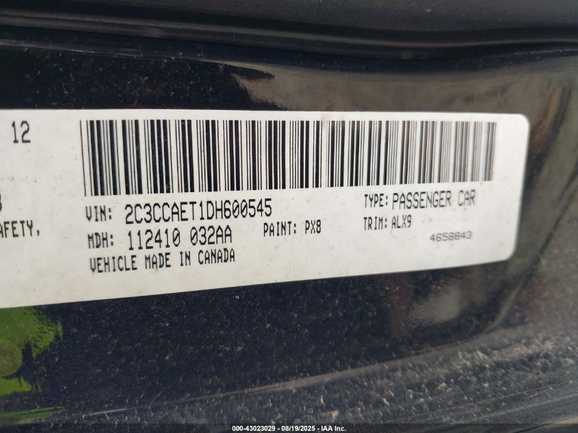 12
VIN: 2C3CCAET1DH600545 TYPE: PASSENGER CAR
AFETY,
MDH: 112410 032AA PAINT: PX8 TRIM: ALX9
VEHICLE MADE IN CANADA 4658843
000-43023029 - 08/19/2025 - IAA Inc.